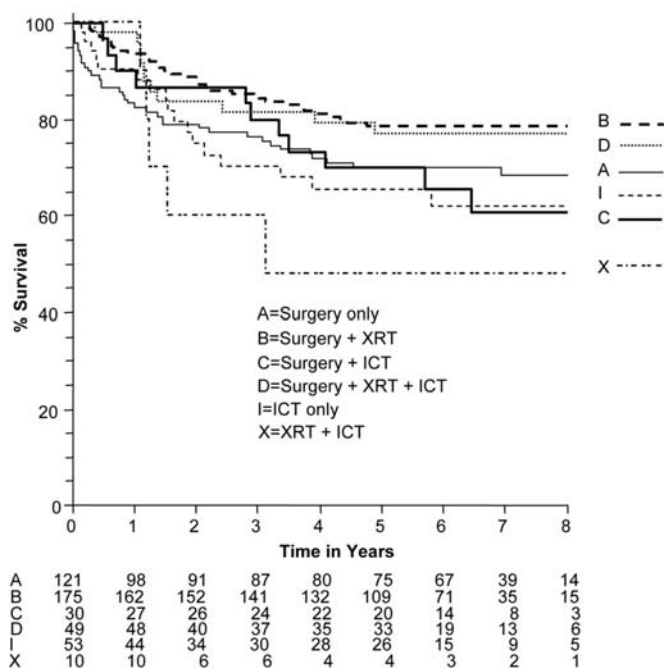 % Survival
100
80
60
40
20
0
B
D
A
I
C
X
A=Surgery only
B=Surgery + XRT
C=Surgery + ICT
D=Surgery + XRT + ICT
I=ICT only
X=XRT + ICT
0 1 2 3 4 5 6 7 8
Time in Years
A 121 98 91 87 80 75 67 39 14
B 175 162 152 141 132 109 71 35 15
C 30 27 26 24 22 20 14 8 3
D 49 48 40 37 35 33 19 13 6
I 53 44 34 30 28 26 15 9 5
X 10 10 6 6 4 4 3 2 1